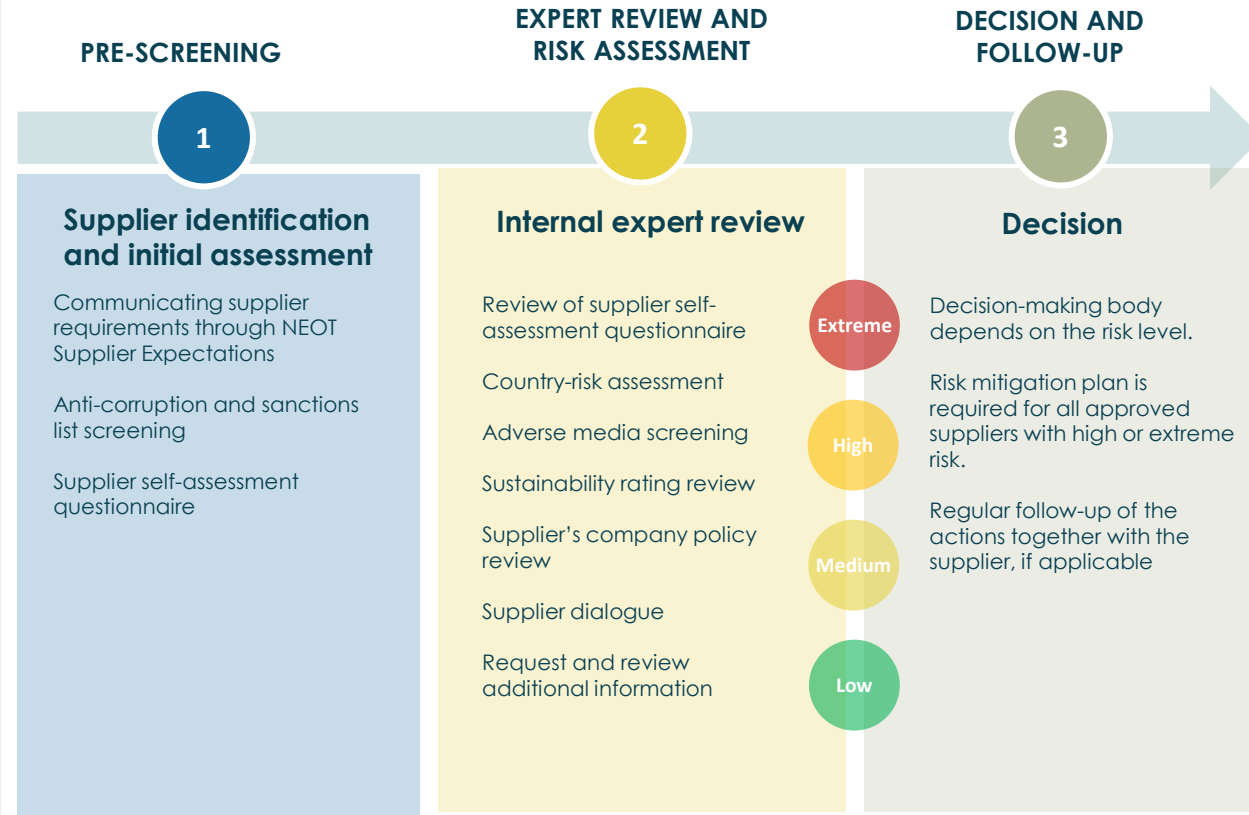 PRE-SCREENING
EXPERT REVIEW AND
RISK ASSESSMENT
DECISION AND
FOLLOW-UP
1
2
3
Supplier identification
and initial assessment
Communicating supplier
requirements through NEOT
Supplier Expectations
Anti-corruption and sanctions
list screening
Supplier self-assessment
questionnaire
Internal expert review
Review of supplier self-
assessment questionnaire
Country-risk assessment
Adverse media screening
Sustainability rating review
Supplier’s company policy
review
Supplier dialogue
Request and review
additional information
Extreme
High
Medium
Low
Decision
Decision-making body
depends on the risk level.
Risk mitigation plan is
required for all approved
suppliers with high or extreme
risk.
Regular follow-up of the
actions together with the
supplier, if applicable